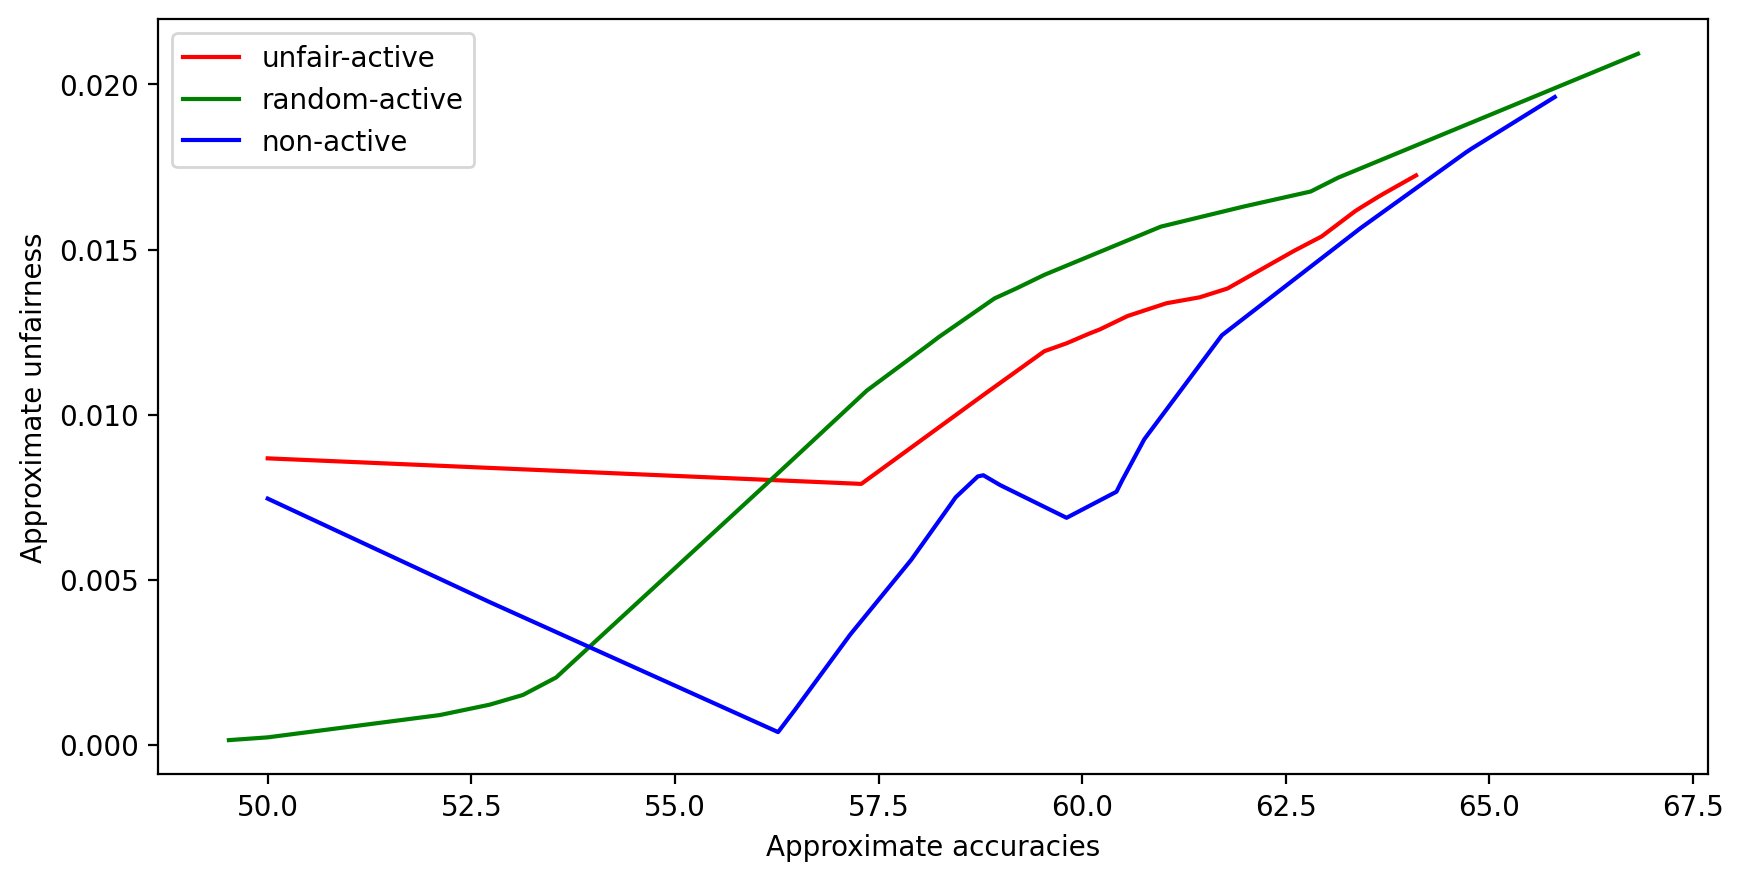 unfair-active
random-active
non-active
Approximate unfairness
0.020
0.015
0.010
0.005
0.000
50.0 52.5 55.0 57.5 60.0 62.5 65.0 67.5
Approximate accuracies